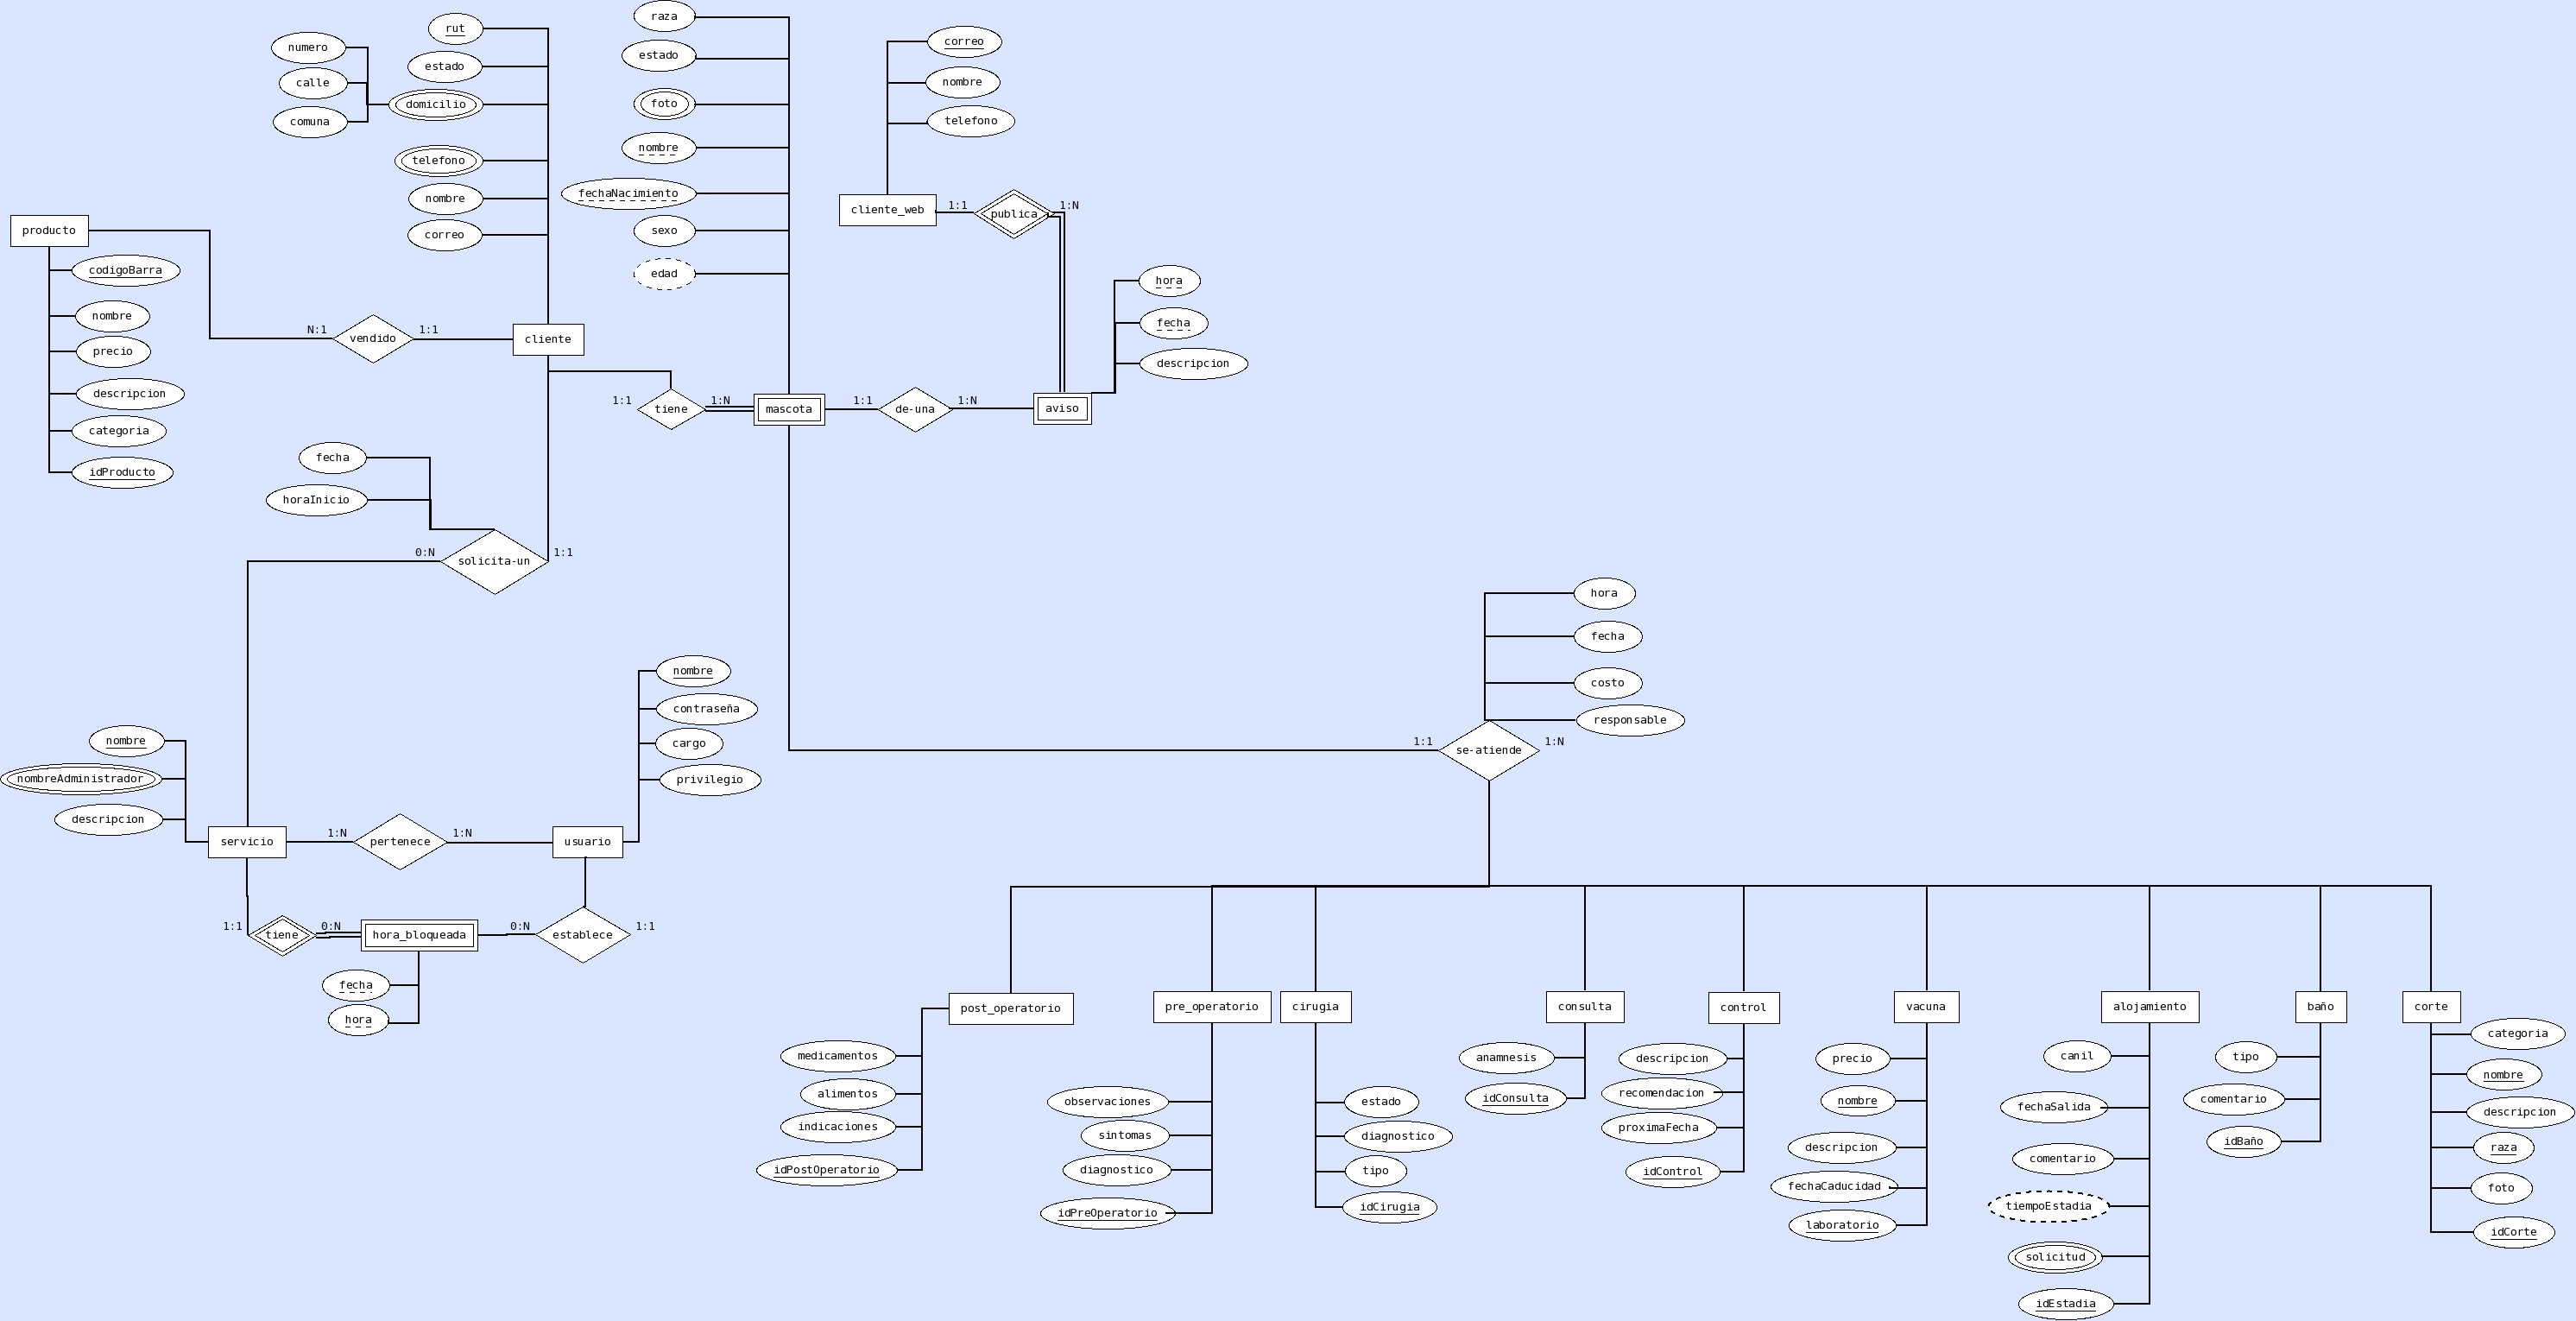 raza
rut
estado
numero
estado
calle
domicilio
foto
comuna
telefono
nombre
nombre
fechaNacimiento
correo
sexo
edad
correo
nombre
telefono
cliente_web
1:1
publica
1:N
hora
fecha
descripcion
producto
codigoBarra
nombre
precio
descripcion
categoria
idProducto
N:1
vendido
1:1
cliente
1:1
tiene
1:N
mascota
1:1
de-una
1:N
aviso
fecha
horaInicio
0:N
solicita-un
1:1
hora
fecha
costo
responsable
1:1
se-atiende
1:N
nombre
contraseña
cargo
privilegio
nombre
nombreAdministrador
descripcion
servicio
1:N
pertenece
1:N
usuario
1:1
tiene
0:N
hora_bloqueada
0:N
establece
1:1
fecha
hora
post_operatorio
medicamentos
alimentos
indicaciones
idPostOperatorio
pre_operatorio
observaciones
sintomas
diagnostico
idPreOperatorio
cirugia
estado
diagnostico
tipo
idCirugia
consulta
anamnesis
idConsulta
control
descripcion
recomendacion
proximaFecha
idControl
vacuna
precio
nombre
descripcion
fechaCaducidad
laboratorio
alojamiento
canil
fechaSalida
comentario
tiempoEstadia
solicitud
idEstadia
baño
tipo
comentario
idBaño
corte
categoria
nombre
descripcion
raza
foto
idCorte